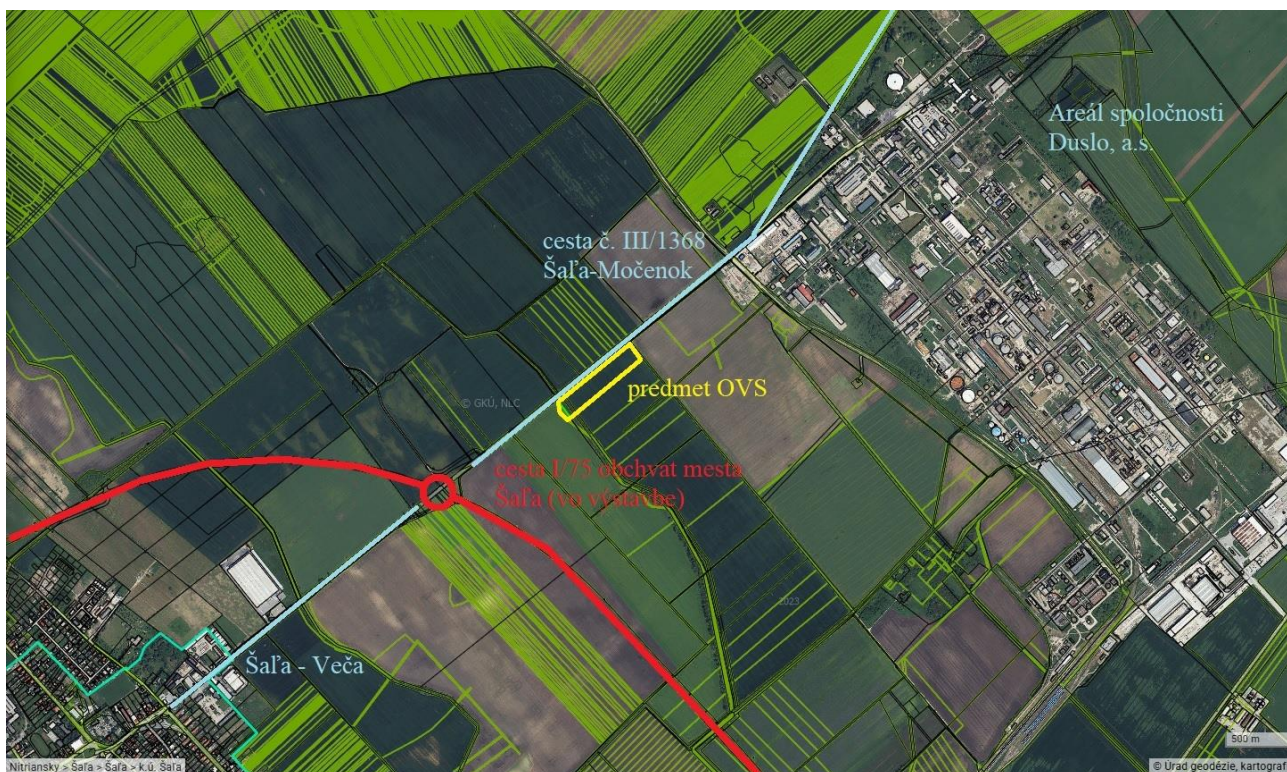 Areál spoločnosti
Duslo, a.s.
cesta č. III/1368
Šaľa-Močenok
predmet OVS
© GKÚ, NLC
cesta I/75 obchvat mesta
Šaľa (vo výstavbe)
2023
Šaľa - Veča
500 m
Nitriansky > Šaľa > Šaľa > k.ú. Šaľa
© Úrad geodézie, kartograf